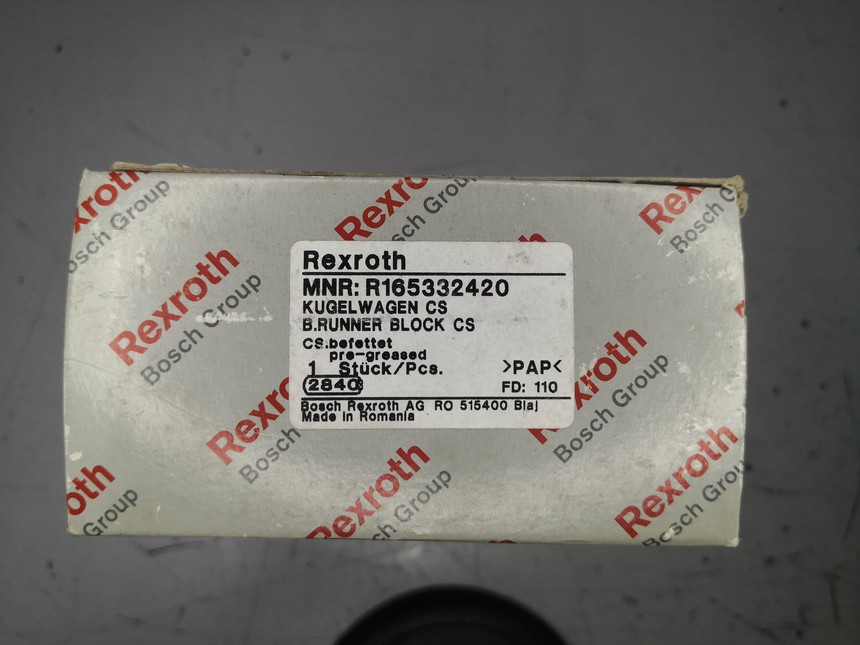 Rexroth
Bosch Group
Rexroth
MNR: R165332420
KUGELWAGEN CS
B.RUNNER BLOCK CS
CS.befettet
pre-greased
1 Stück/Pcs. >PAP<
2840 FD: 110
Bosch Rexroth AG RO 515400 Blaj
Made in Romania
Rexroth
Bosch Group
Rexroth
Bosch Group
Rexroth
Bosch Group
Rexroth
Bosch Group